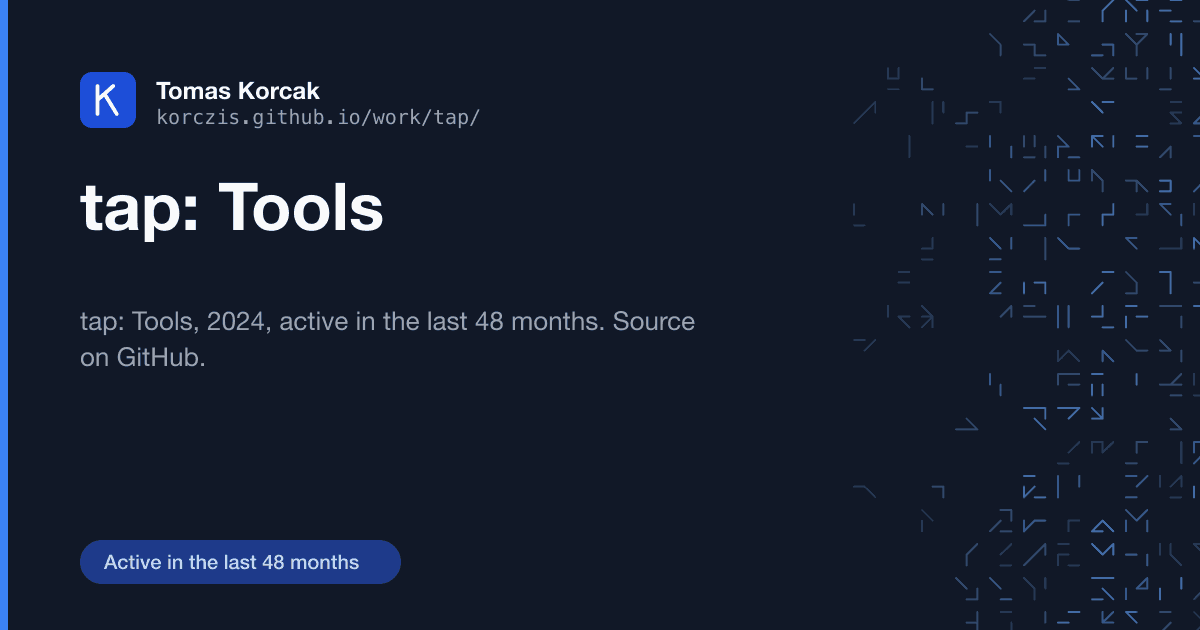 Tomas Korcak
korczis.github.io/work/tap/
tap: Tools
tap: Tools, 2024, active in the last 48 months. Source
on GitHub.
Active in the last 48 months